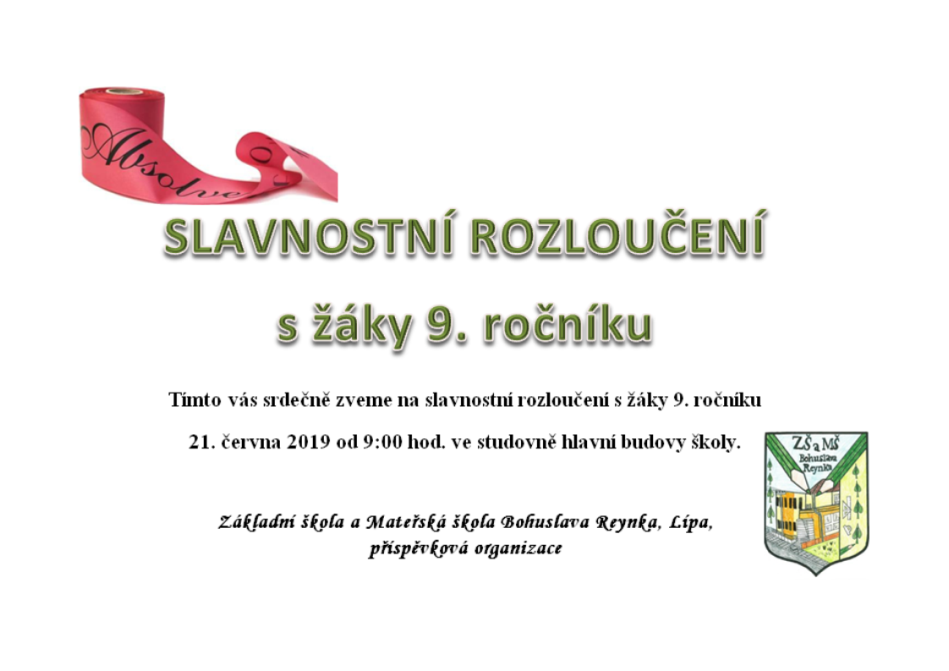 Absolve
SLAVNOSTNÍ ROZLOUČENÍ
s žáky 9. ročníku
Tímto vás srdečně zveme na slavnostní rozloučení s žáky 9. ročníku
21. června 2019 od 9:00 hod. ve studovně hlavní budovy školy.
ZŠ a MŠ
Bohuslava
Reynka
Základní škola a Mateřská škola Bohuslava Reynka, Lípa,
příspěvková organizace